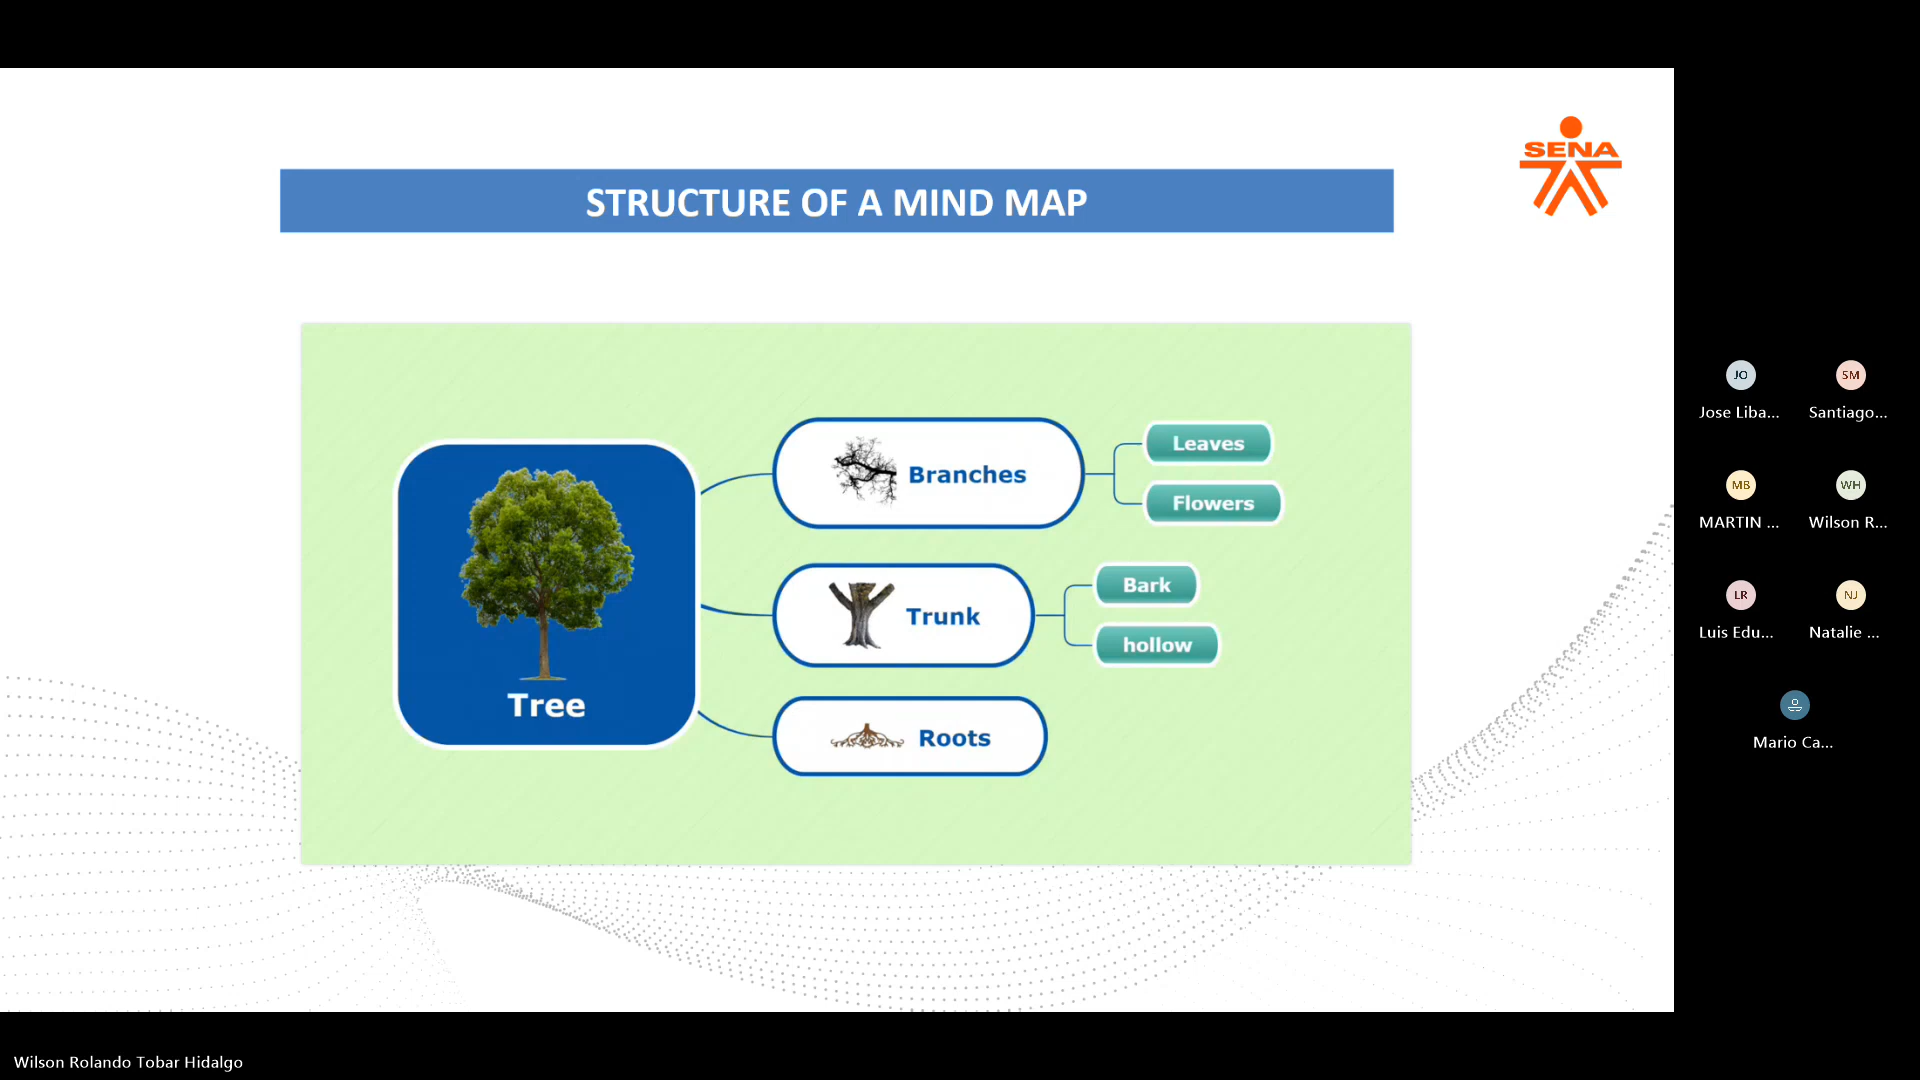 SENA
STRUCTURE OF A MIND MAP
Tree
Branches
Leaves
Flowers
Trunk
Bark
hollow
Roots
JO
Jose Liba...
SM
Santiago...
MB
MARTIN ...
WH
Wilson R...
LR
Luis Edu...
NJ
Natalie ...
Mario Ca...
Wilson Rolando Tobar Hidalgo